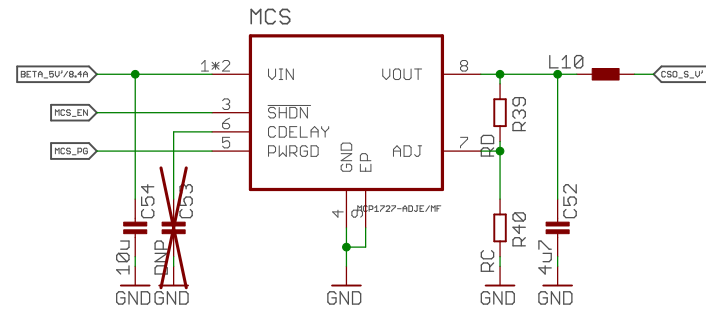 MCS
BETA_5V'/8.4A
1*2
VIN
VOUT
8
L10
CSO_S_V'
MCS_EN
3
SHDN
6
CDELAY
MCS_PG
5
PWRGD
GND
EP
ADJ
7
RD
R39
4
9
MCP1727-ADJE/MF
C54
10u
C53
DNP
RC
R40
C52
4u7
GND
GND
GND
GND
GND